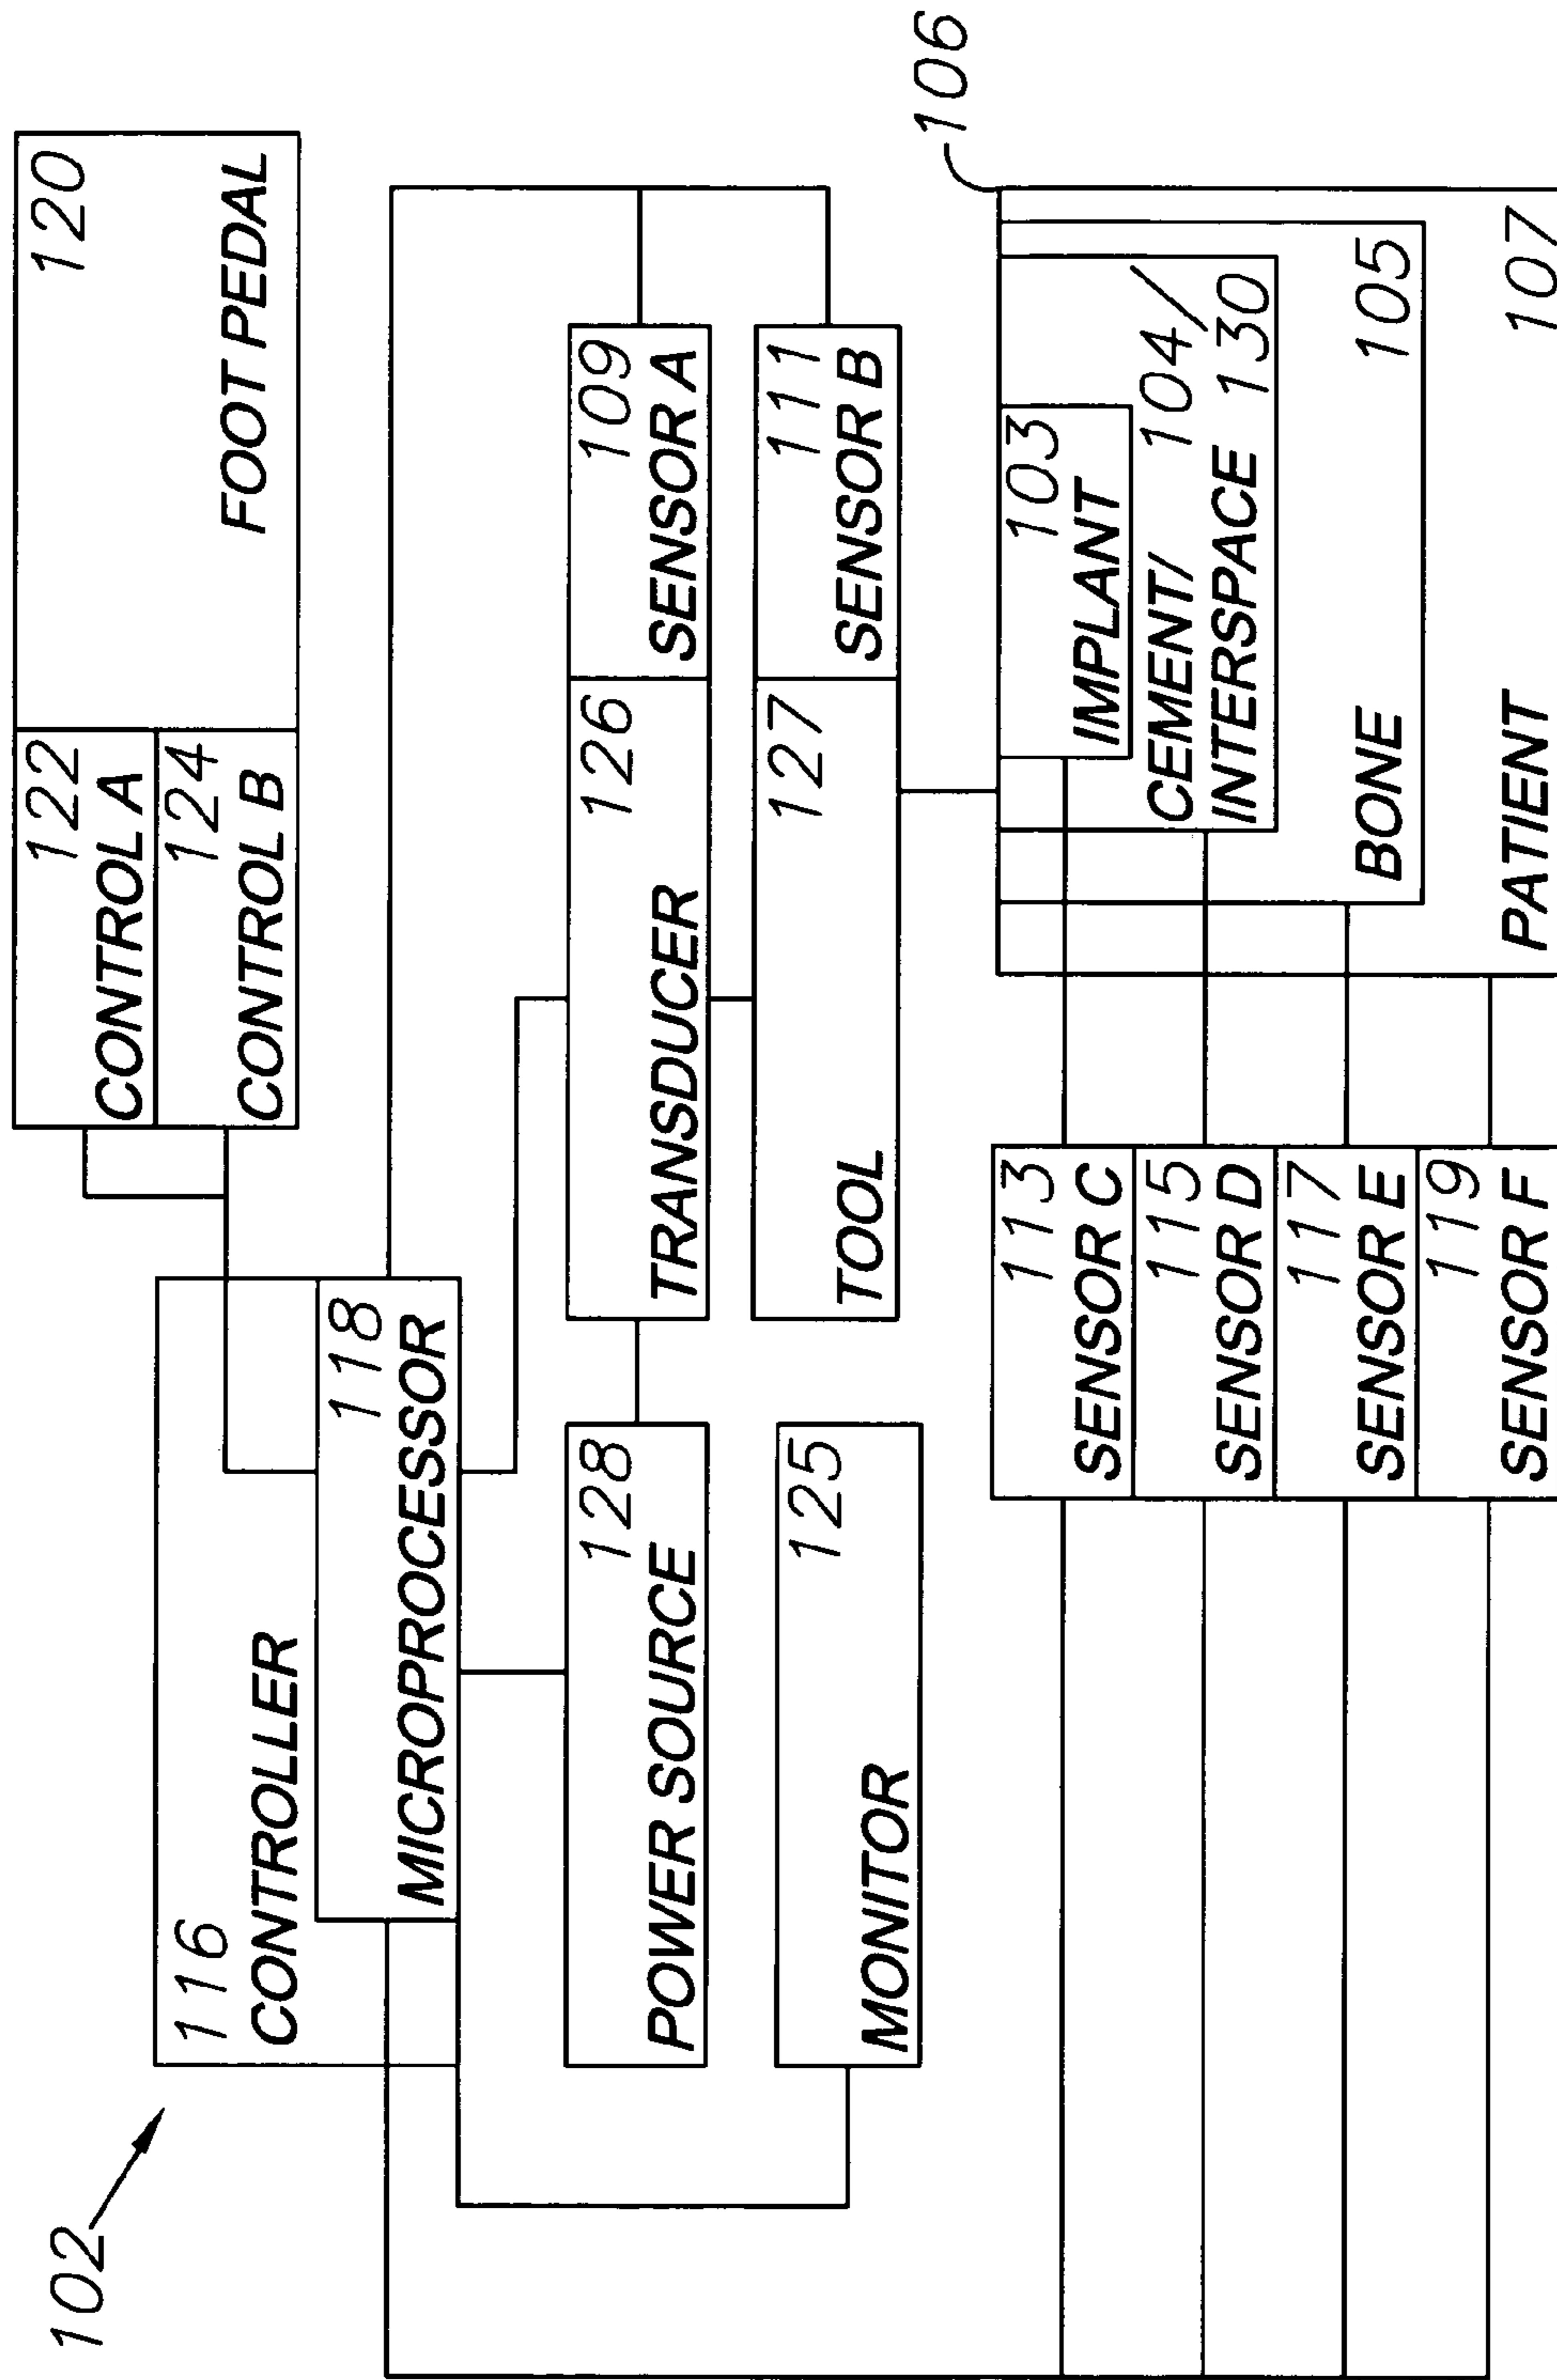 102
116
CONTROLLER
118
MICROPROCESSOR
122
CONTROL A
124
CONTROL B
120
FOOT PEDAL
128
POWER SOURCE
126
TRANSDUCER
109
SENSOR A
125
MONITOR
127
TOOL
111
SENSOR B
106
113
SENSOR C
115
SENSOR D
117
SENSOR E
119
SENSOR F
103
IMPLANT
CEMENT/ 104/
INTERSPACE 130
BONE 105
PATIENT 107